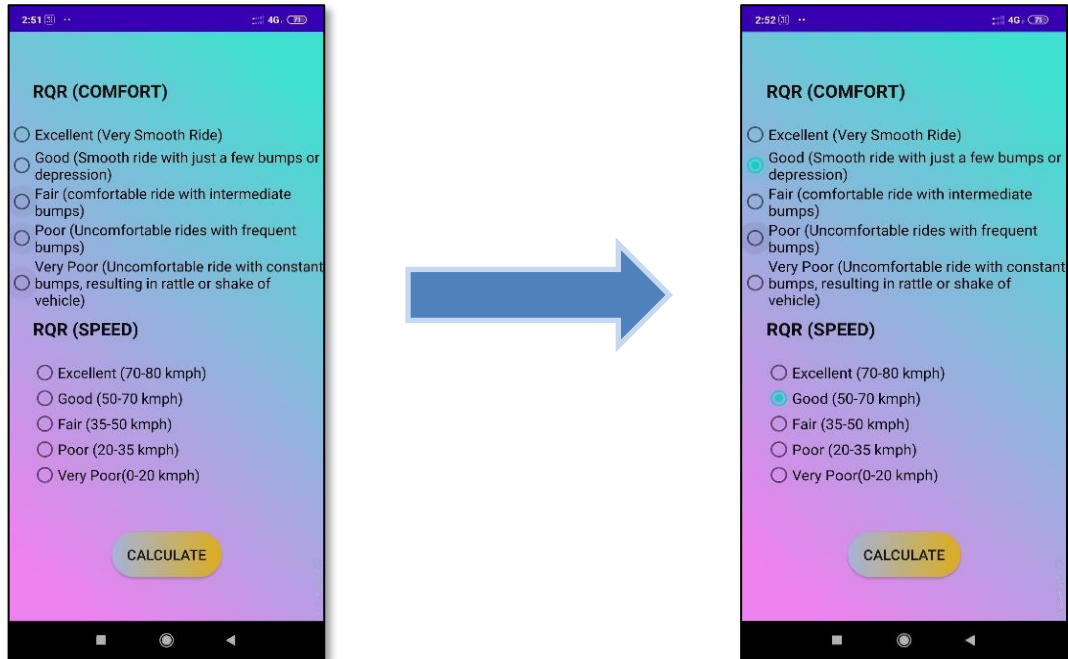 2:51
4G
71
RQR (COMFORT)
Excellent (Very Smooth Ride)
Good (Smooth ride with just a few bumps or
depression)
Fair (comfortable ride with intermediate
bumps)
Poor (Uncomfortable rides with frequent
bumps)
Very Poor (Uncomfortable ride with constant
bumps, resulting in rattle or shake of
vehicle)
RQR (SPEED)
Excellent (70-80 kmph)
Good (50-70 kmph)
Fair (35-50 kmph)
Poor (20-35 kmph)
Very Poor(0-20 kmph)
CALCULATE
2:52
4G
RQR (COMFORT)
Excellent (Very Smooth Ride)
Good (Smooth ride with just a few bumps or
depression)
Fair (comfortable ride with intermediate
bumps)
Poor (Uncomfortable rides with frequent
bumps)
Very Poor (Uncomfortable ride with constant
bumps, resulting in rattle or shake of
vehicle)
RQR (SPEED)
Excellent (70-80 kmph)
Good (50-70 kmph)
Fair (35-50 kmph)
Poor (20-35 kmph)
Very Poor(0-20 kmph)
CALCULATE